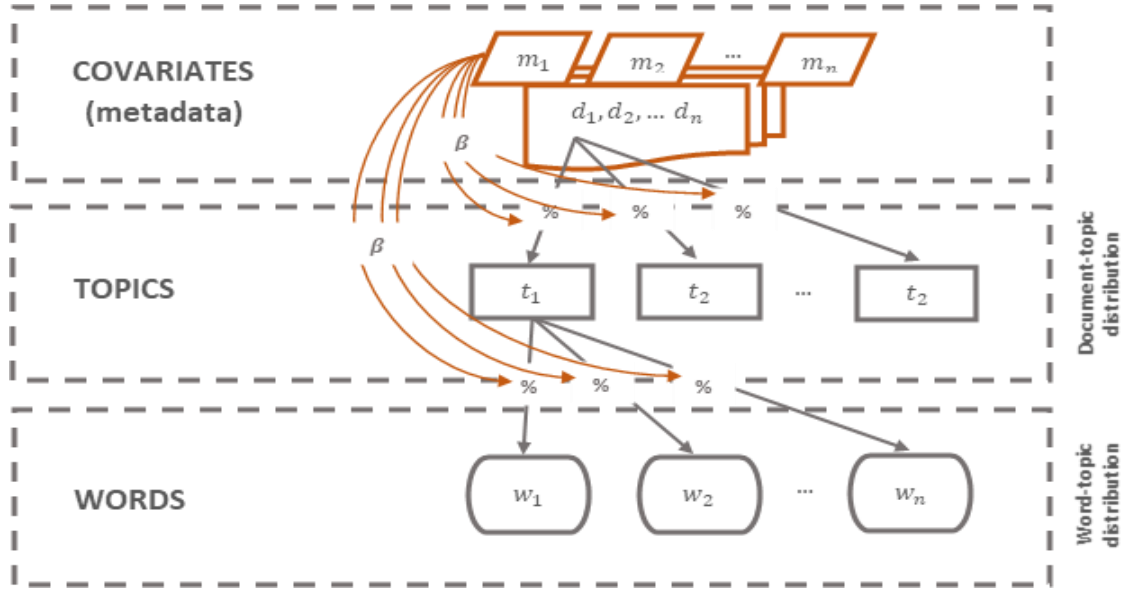 m₁ m₂ ... mₙ
COVARIATES
(metadata)
d₁, d₂, ... dₙ
β
% % %
β
TOPICS
t₁ t₂ ... t₂
Document-topic
distribution
% % %
WORDS
w₁ w₂ ... wₙ
Word-topic
distribution